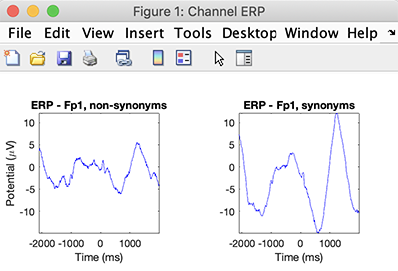 Figure 1: Channel ERP
File Edit View Insert Tools Desktop Window Help
ERP - Fp1, non-synonyms
ERP - Fp1, synonyms
Potential (μV)
10
5
0
-5
-10
-2000 -1000 0 1000
Time (ms)
10
5
0
-5
-10
-2000 -1000 0 1000
Time (ms)